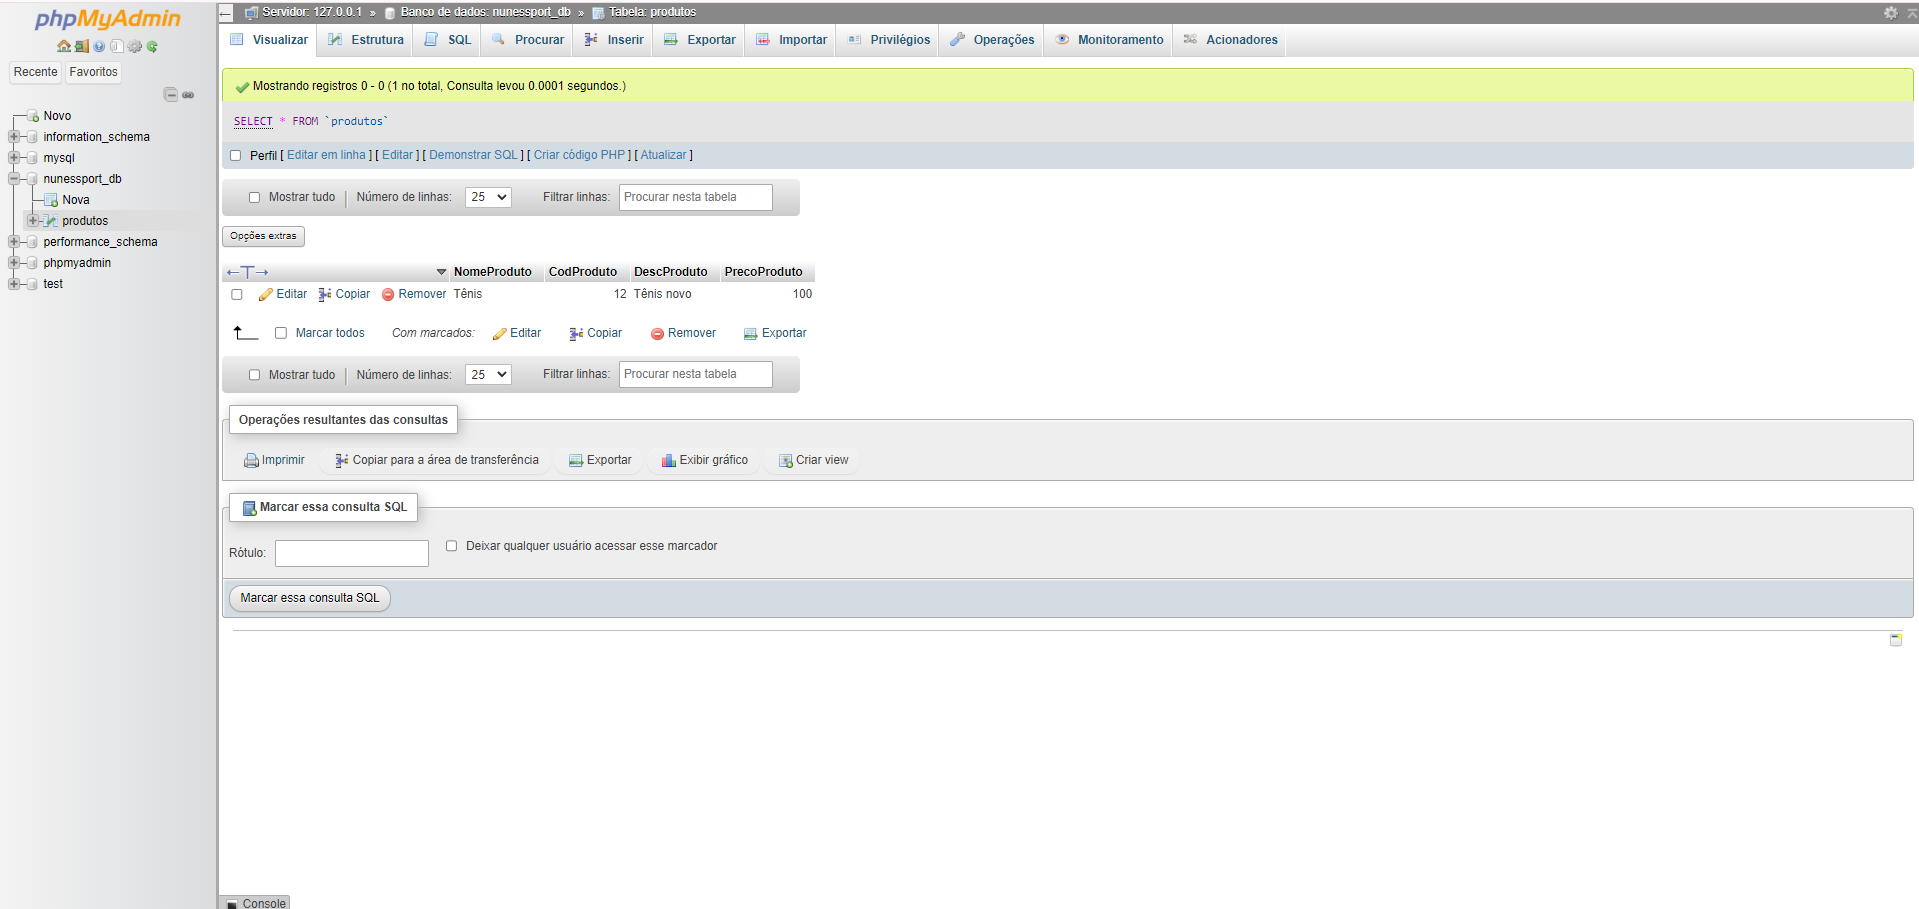 phpMyAdmin
Recente Favoritos
Novo
information_schema
mysql
nunessport_db
Nova
produtos
performance_schema
phpmyadmin
test
Servidor: 127.0.0.1 » Banco de dados: nunessport_db » Tabela: produtos
Visualizar Estrutura SQL Procurar Inserir Exportar Importar Privilégios Operações Monitoramento Acionadores
Mostrando registros 0 - 0 (1 no total, Consulta levou 0.0001 segundos.)
SELECT * FROM `produtos`
Perfil [ Editar em linha ] [ Editar ] [ Demonstrar SQL ] [ Criar código PHP ] [ Atualizar ]
Mostrar tudo Número de linhas: 25 Filtrar linhas: Procurar nesta tabela
Opções extras
NomeProduto CodProduto DescProduto PrecoProduto
Editar Copiar Remover Tênis 12 Tênis novo 100
Marcar todos Com marcados: Editar Copiar Remover Exportar
Mostrar tudo Número de linhas: 25 Filtrar linhas: Procurar nesta tabela
Operações resultantes das consultas
Imprimir Copiar para a área de transferência Exportar Exibir gráfico Criar view
Marcar essa consulta SQL
Rótulo: Deixar qualquer usuário acessar esse marcador
Marcar essa consulta SQL
Console